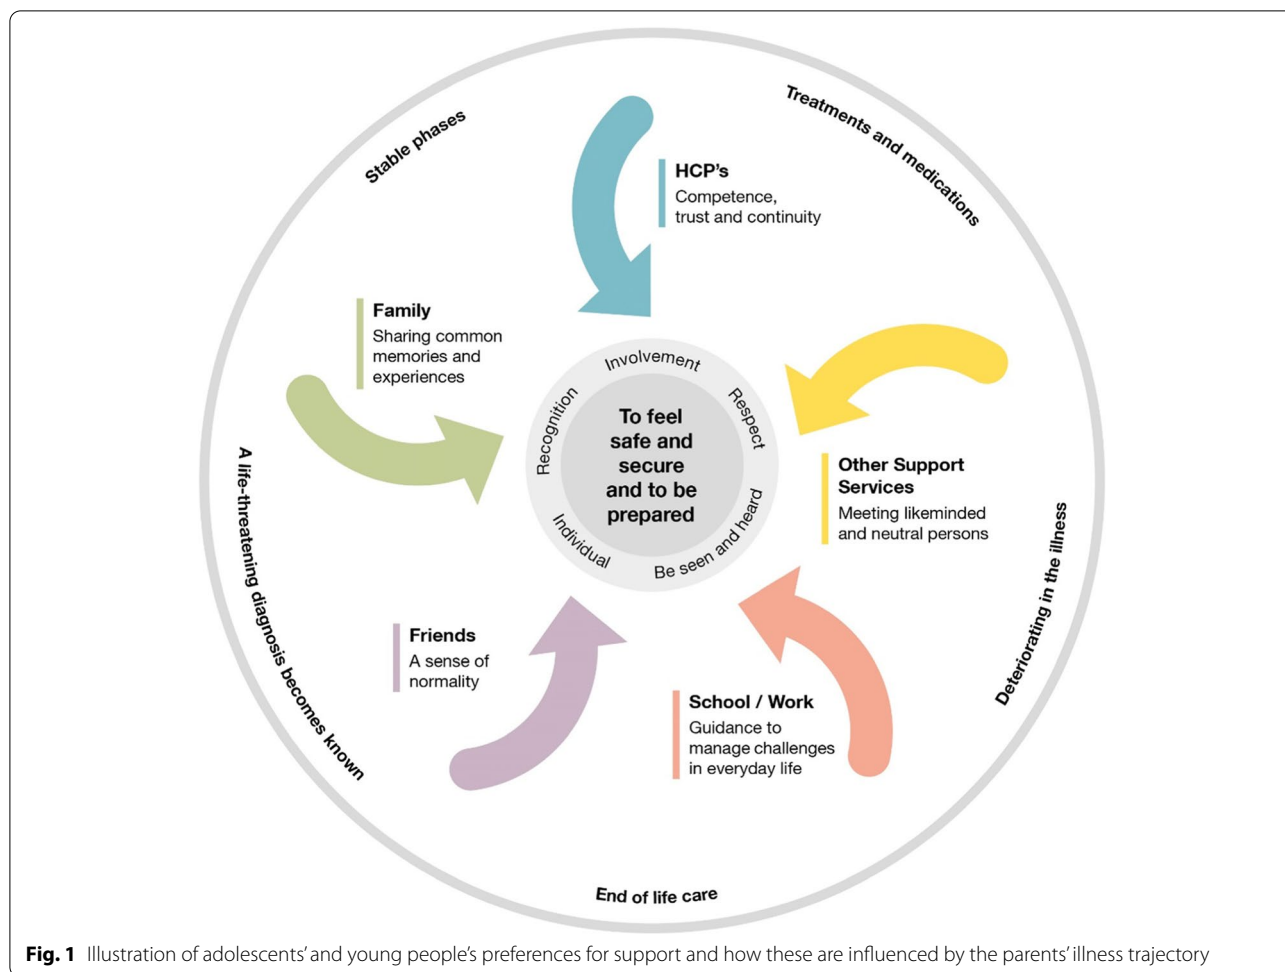 Stable phases
Treatments and medications
HCP's
Competence,
trust and continuity
Family
Sharing common
memories and
experiences
Involvement
Recognition
Respect
To feel
safe and
secure
and to be
prepared
Individual
Be seen and heard
Other Support
Services
Meeting likeminded
and neutral persons
A life-threatening diagnosis becomes known
Deteriorating in the illness
Friends
A sense of
normality
School / Work
Guidance to
manage challenges
in everyday life
End of life care
Fig. 1 Illustration of adolescents' and young people's preferences for support and how these are influenced by the parents' illness trajectory